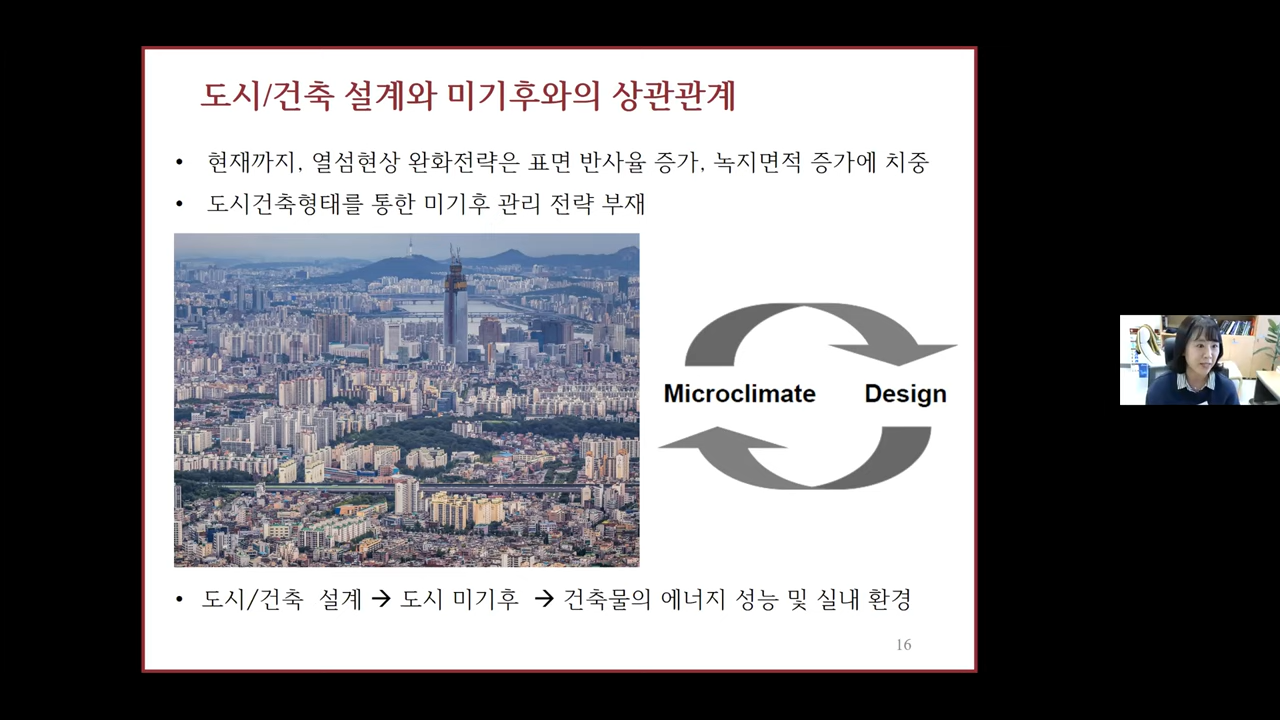 도시/건축 설계와 미기후와의 상관관계
• 현재까지, 열섬현상 완화전략은 표면 반사율 증가, 녹지면적 증가에 치중
• 도시건축형태를 통한 미기후 관리 전략 부재
Microclimate Design
• 도시/건축 설계 → 도시 미기후 → 건축물의 에너지 성능 및 실내 환경
16